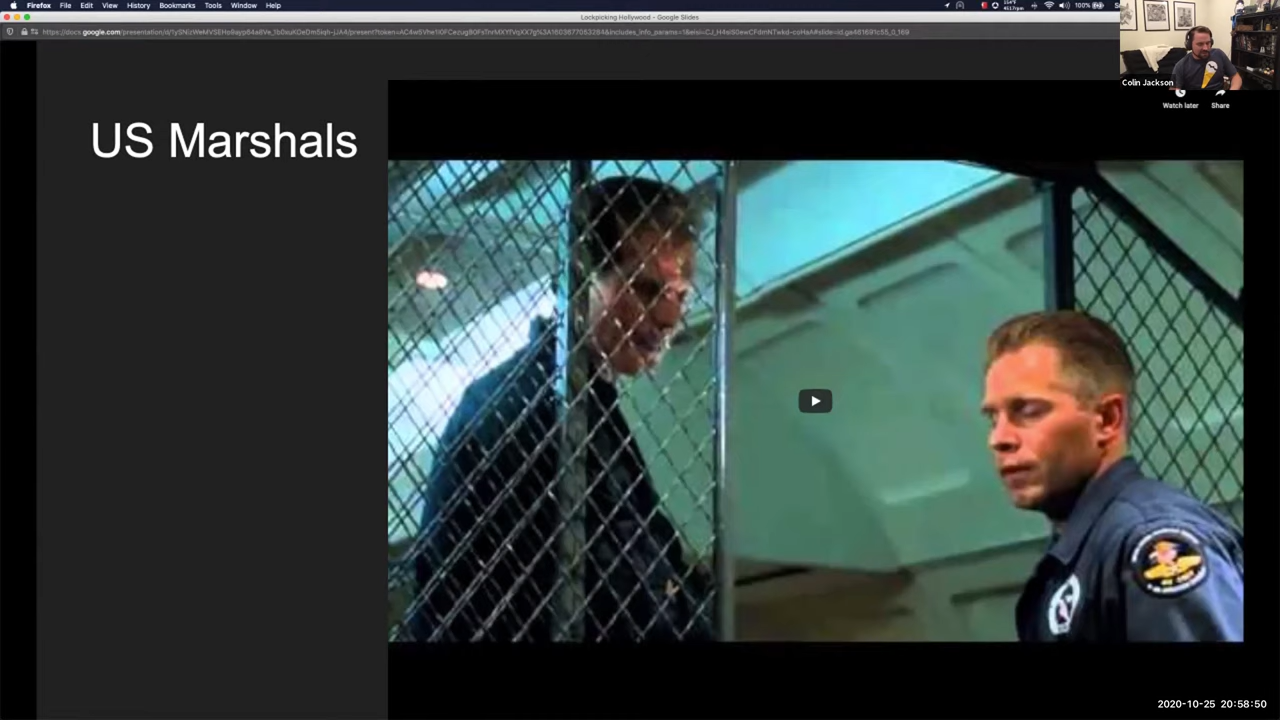 Firefox File Edit View History Bookmarks Tools Window Help
100%
Lockpicking Hollywood - Google Slides
Colin Jackson
Watch later Share
US Marshals
2020-10-25 20:58:50